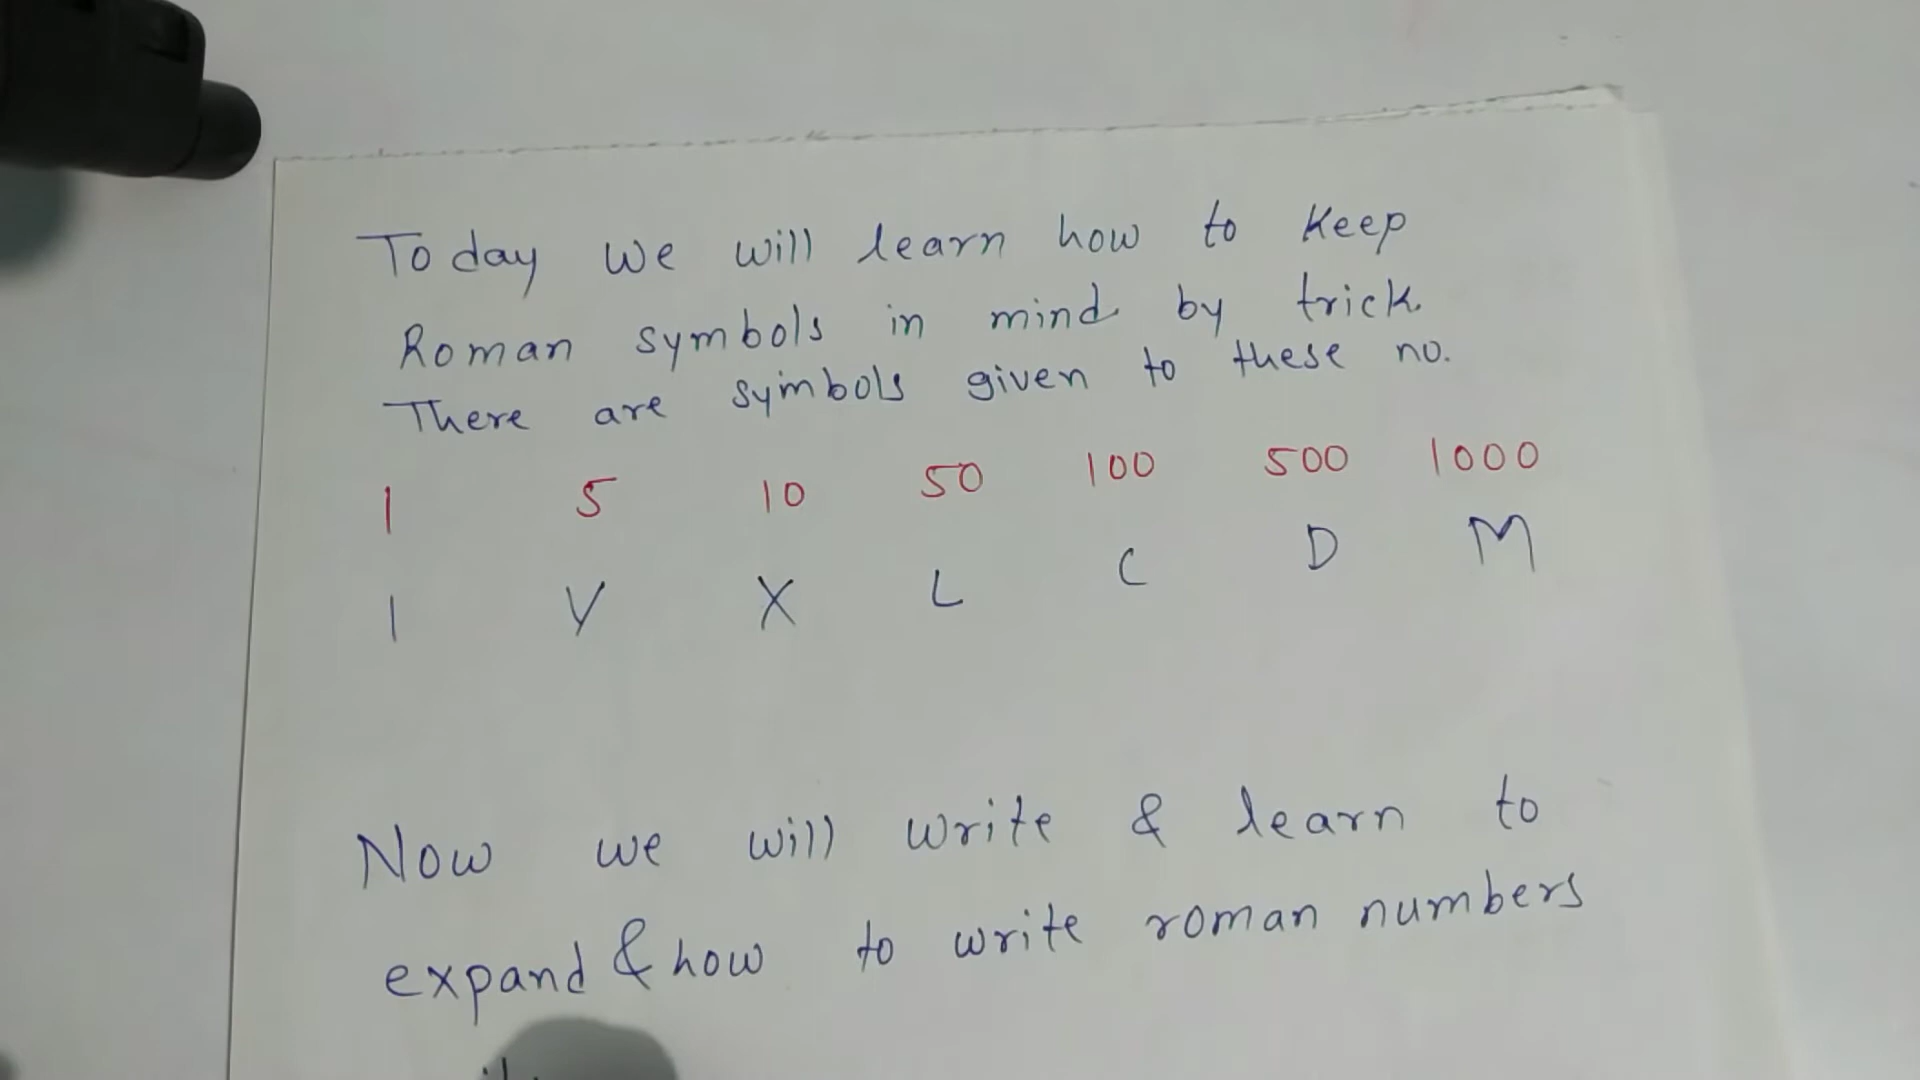 Today we will learn how to keep
Roman symbols in mind by trick.
There are symbols given to these no.
1 5 10 50 100 500 1000
I V X L C D M
Now we will write & learn to
expand & how to write roman numbers